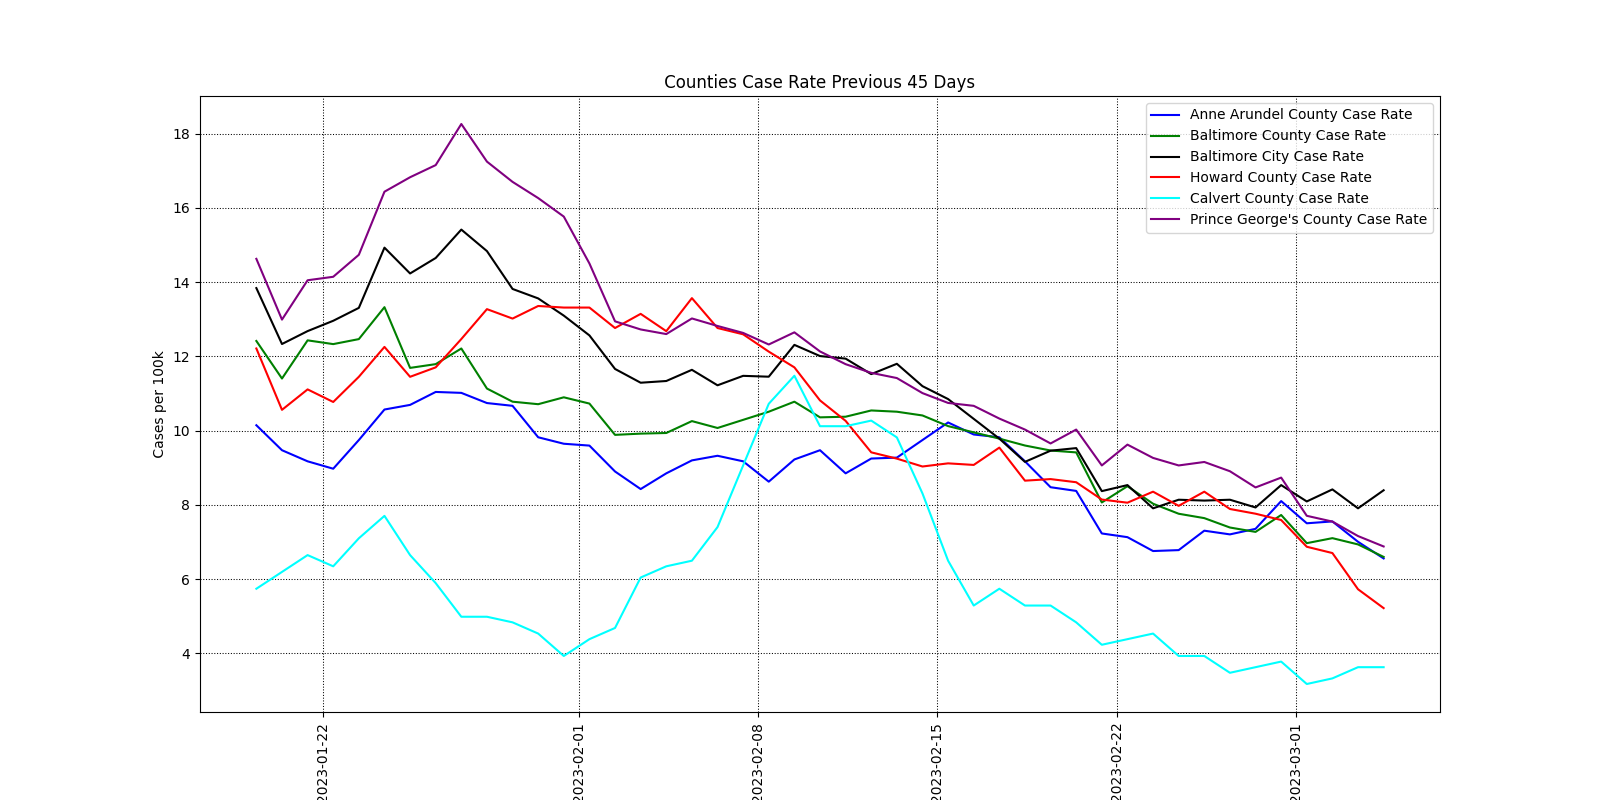 Counties Case Rate Previous 45 Days
Anne Arundel County Case Rate
Baltimore County Case Rate
Baltimore City Case Rate
Howard County Case Rate
Calvert County Case Rate
Prince George's County Case Rate
Cases per 100k
18
16
14
12
10
8
6
4
2023-01-22
2023-02-01
2023-02-08
2023-02-15
2023-02-22
2023-03-01